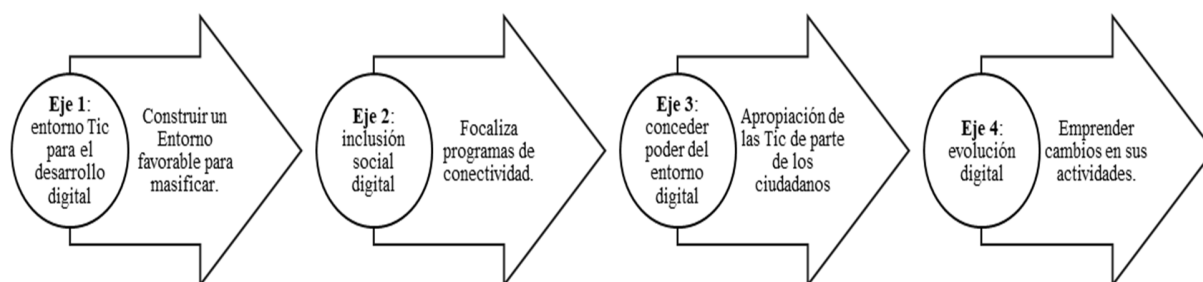 Eje 1:
entorno Tic
para el
desarrollo
digital
Construir un
Entorno
favorable para
masificar.
Eje 2:
inclusión
social
digital
Focaliza
programas de
conectividad.
Eje 3:
conceder
poder del
entorno
digital
Apropiación de
las Tic de parte
de los
ciudadanos
Eje 4:
evolución
digital
Emprender
cambios en sus
actividades.